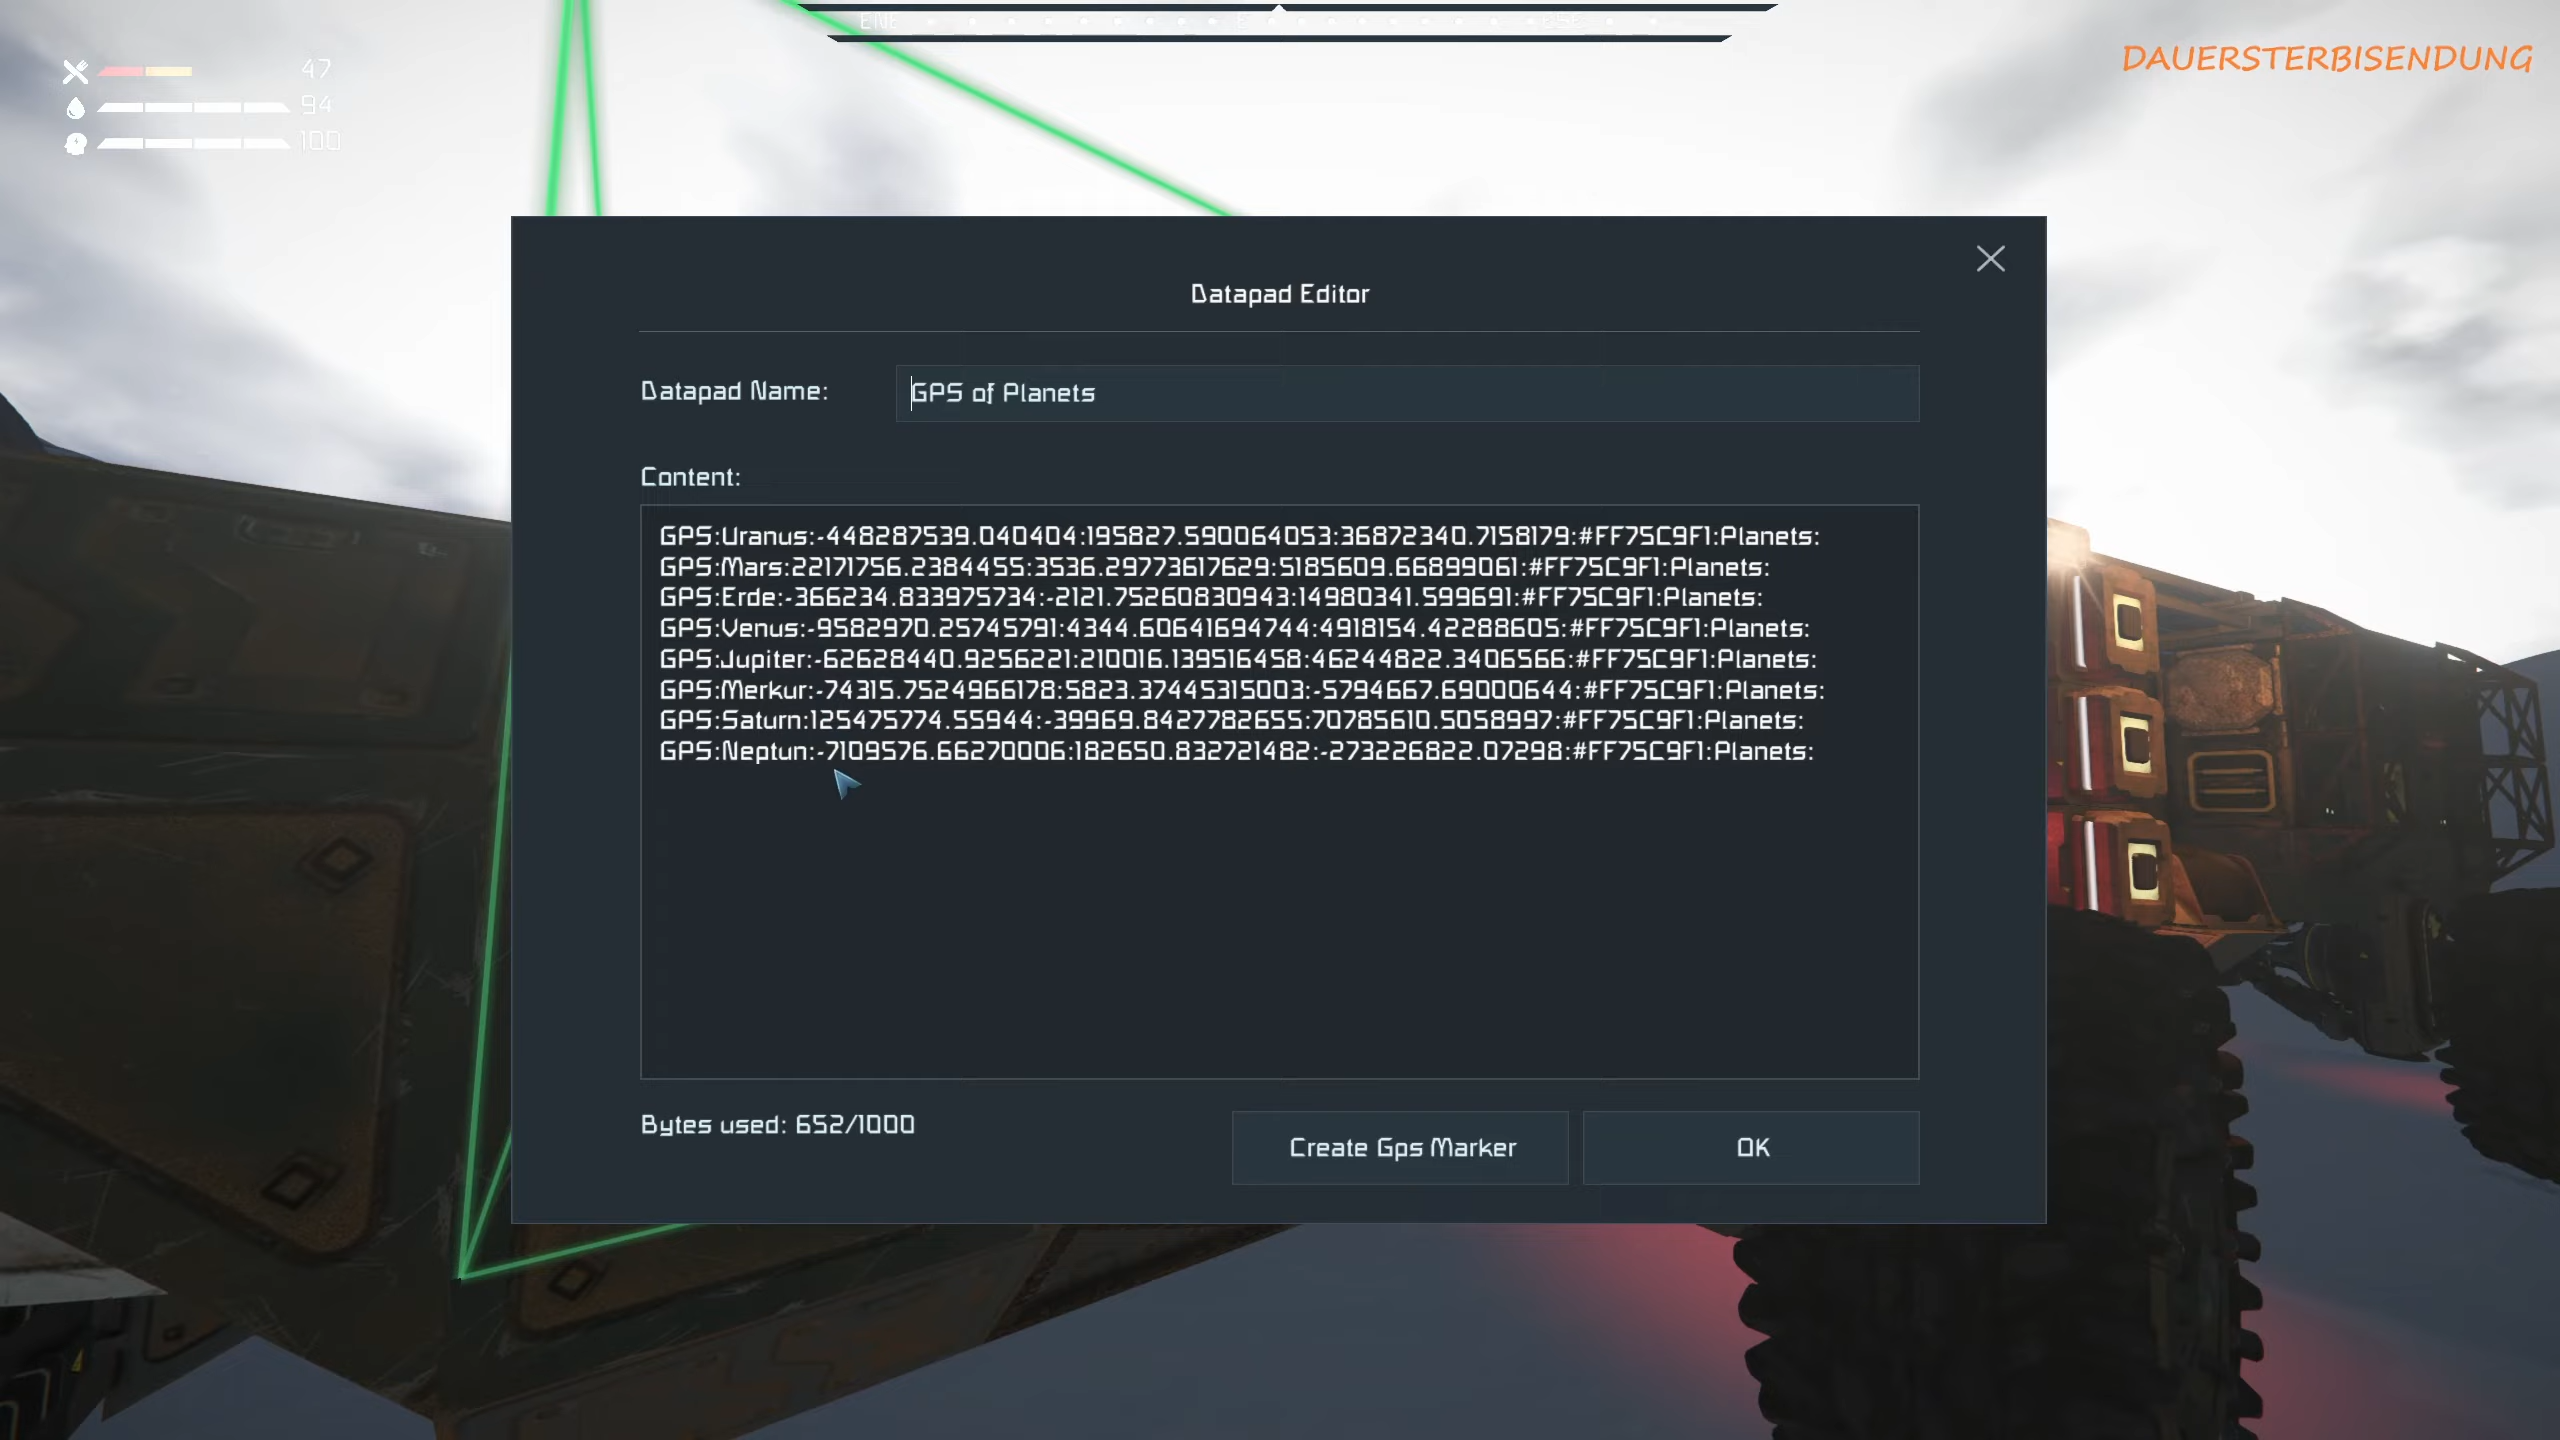 ENE
E
ESE
47
94
100
DAUERSTERBISENDUNG
Datapad Editor
Datapad Name:
GPS of Planets
Content:
GPS:Uranus:-448287539.040404:195827.590064053:36872340.7158179:#FF75C9F1:Planets:
GPS:Mars:22171756.2384455:3536.29773617629:5185609.66899061:#FF75C9F1:Planets:
GPS:Erde:-366234.833975734:-2121.75260830943:14980341.599691:#FF75C9F1:Planets:
GPS:Venus:-9582970.25745791:4344.60641694744:4918154.42288605:#FF75C9F1:Planets:
GPS:Jupiter:-62628440.9256221:210016.139516458:46244822.3406566:#FF75C9F1:Planets:
GPS:Merkur:-74315.7524966178:5823.37445315003:-5794667.69000644:#FF75C9F1:Planets:
GPS:Saturn:125475774.55944:-39969.8427782655:70785610.5058997:#FF75C9F1:Planets:
GPS:Neptun:-7109576.66270006:182650.832721482:-273226822.07298:#FF75C9F1:Planets:
Bytes used: 652/1000
Create Gps Marker
OK